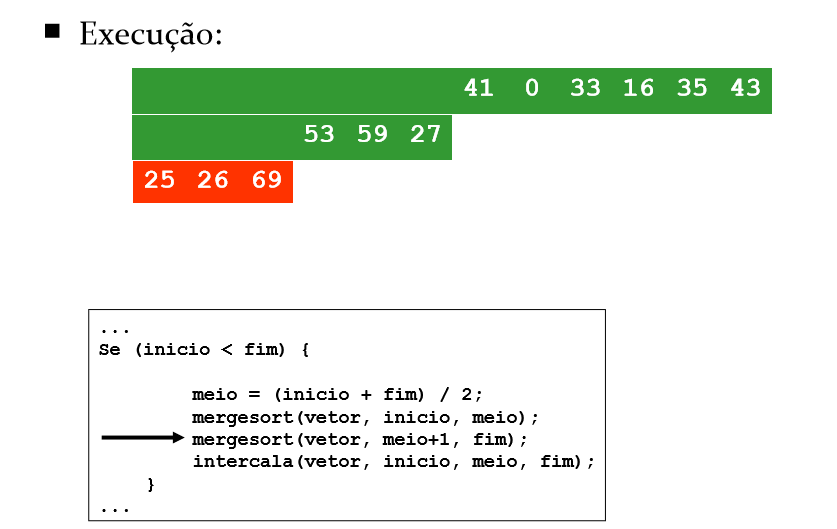 ■ Execução:
41 0 33 16 35 43
53 59 27
25 26 69
...
Se (inicio < fim) {
meio = (inicio + fim) / 2;
mergesort(vetor, inicio, meio);
mergesort(vetor, meio+1, fim);
intercala(vetor, inicio, meio, fim);
}
...